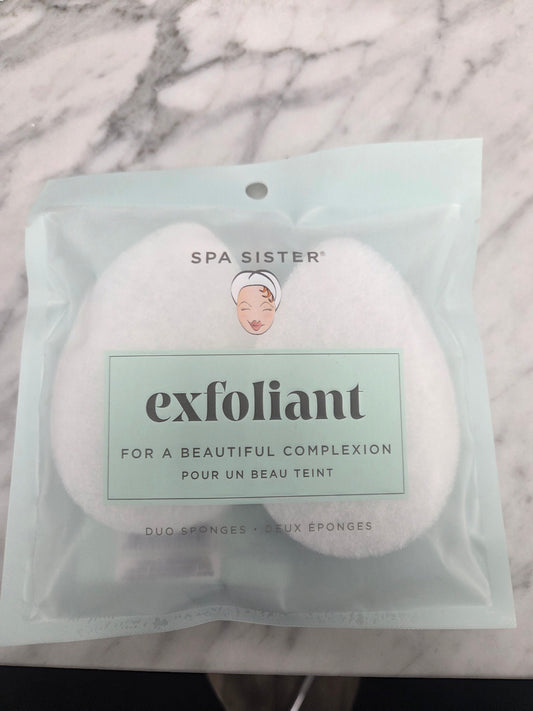 SPA SISTER®
exfoliant
FOR A BEAUTIFUL COMPLEXION
POUR UN BEAU TEINT
DUO SPONGES • DEUX ÉPONGES